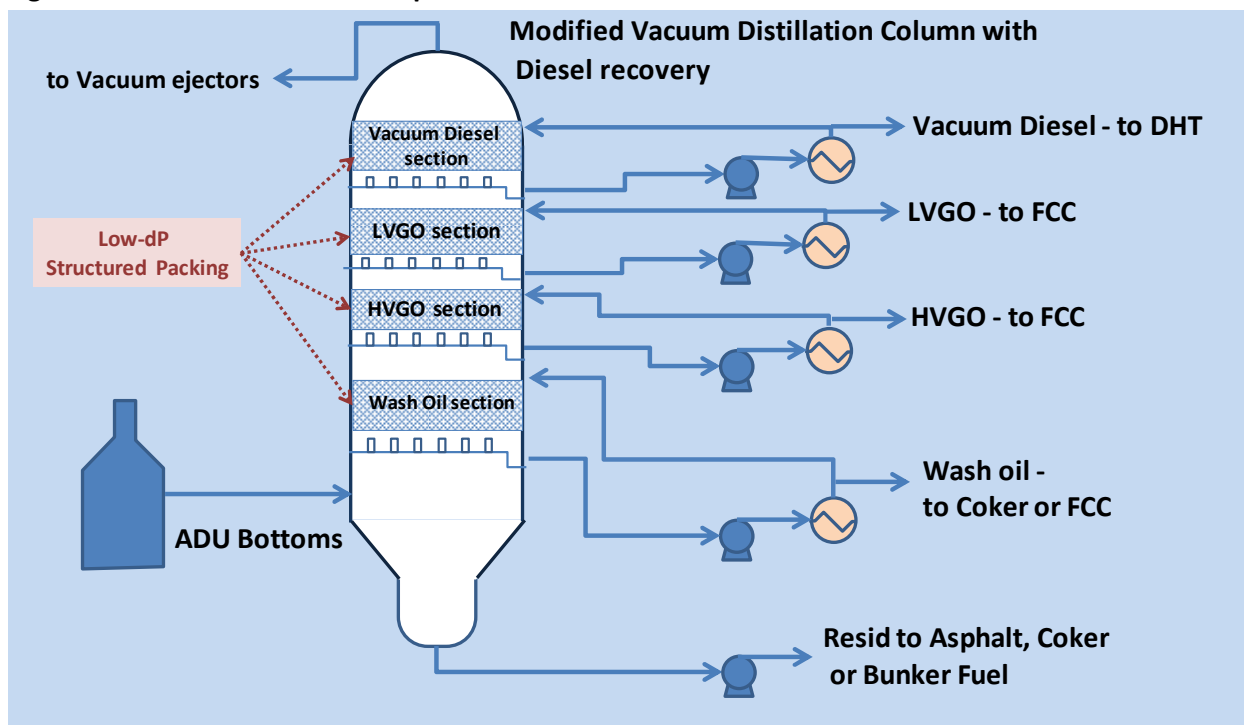 Modified Vacuum Distillation Column with
Diesel recovery
to Vacuum ejectors
Vacuum Diesel
section
Vacuum Diesel - to DHT
LVGO section
LVGO - to FCC
Low-dP
Structured Packing
HVGO section
HVGO - to FCC
Wash Oil section
Wash oil -
to Coker or FCC
ADU Bottoms
Resid to Asphalt, Coker
or Bunker Fuel